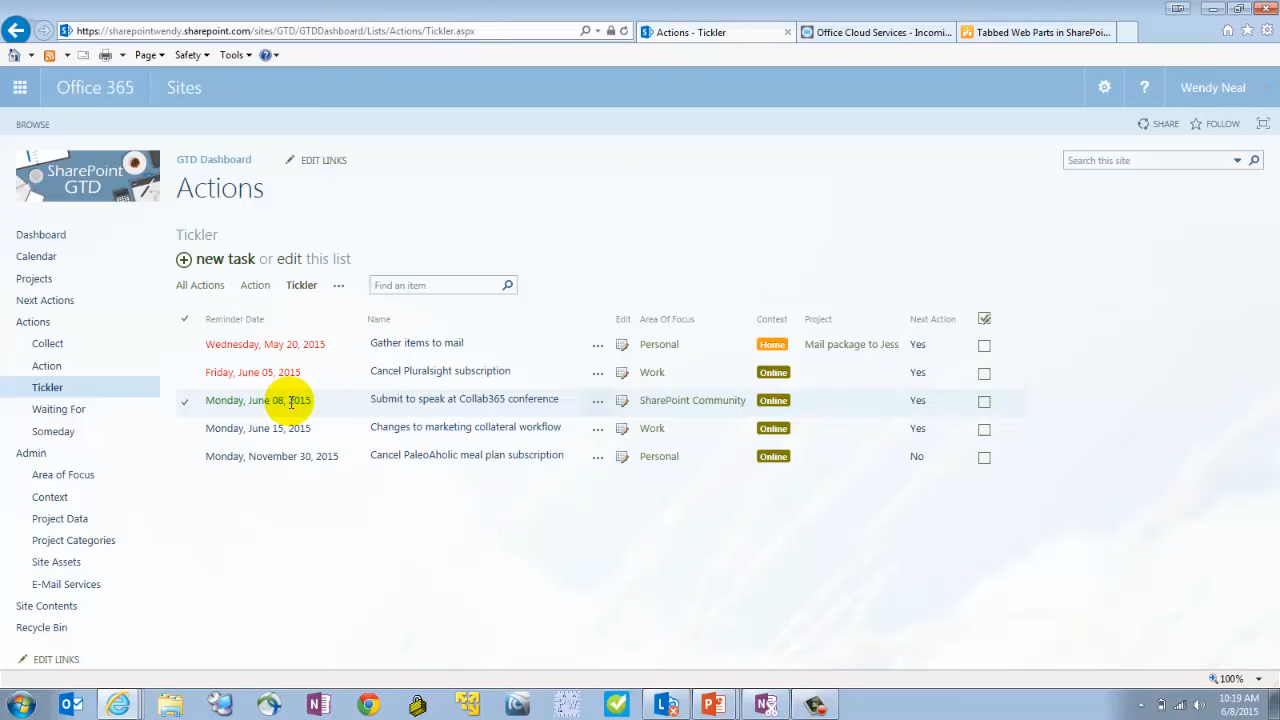 https://sharepointwendy.sharepoint.com/sites/GTD/GTDDashboard/Lists/Actions/Tickler.aspx
Actions - Tickler
Office Cloud Services - Incomi...
Tabbed Web Parts in SharePoi...
Page
Safety
Tools
Office 365
Sites
Wendy Neal
BROWSE
SHARE
FOLLOW
SharePoint
GTD
GTD Dashboard
EDIT LINKS
Search this site
Actions
Dashboard
Calendar
Projects
Next Actions
Actions
Collect
Action
Tickler
Waiting For
Someday
Admin
Area of Focus
Context
Project Data
Project Categories
Site Assets
E-Mail Services
Site Contents
Recycle Bin
EDIT LINKS
Tickler
new task or edit this list
All Actions Action Tickler ... Find an item
Reminder Date Name Edit Area Of Focus Context Project Next Action
Wednesday, May 20, 2015 Gather items to mail ... Personal Home Mail package to Jess Yes
Friday, June 05, 2015 Cancel Pluralsight subscription ... Work Online Yes
Monday, June 08, 2015 Submit to speak at Collab365 conference ... SharePoint Community Online Yes
Monday, June 15, 2015 Changes to marketing collateral workflow ... Work Online Yes
Monday, November 30, 2015 Cancel PaleoAholic meal plan subscription ... Personal Online No
100%
10:19 AM
6/8/2015